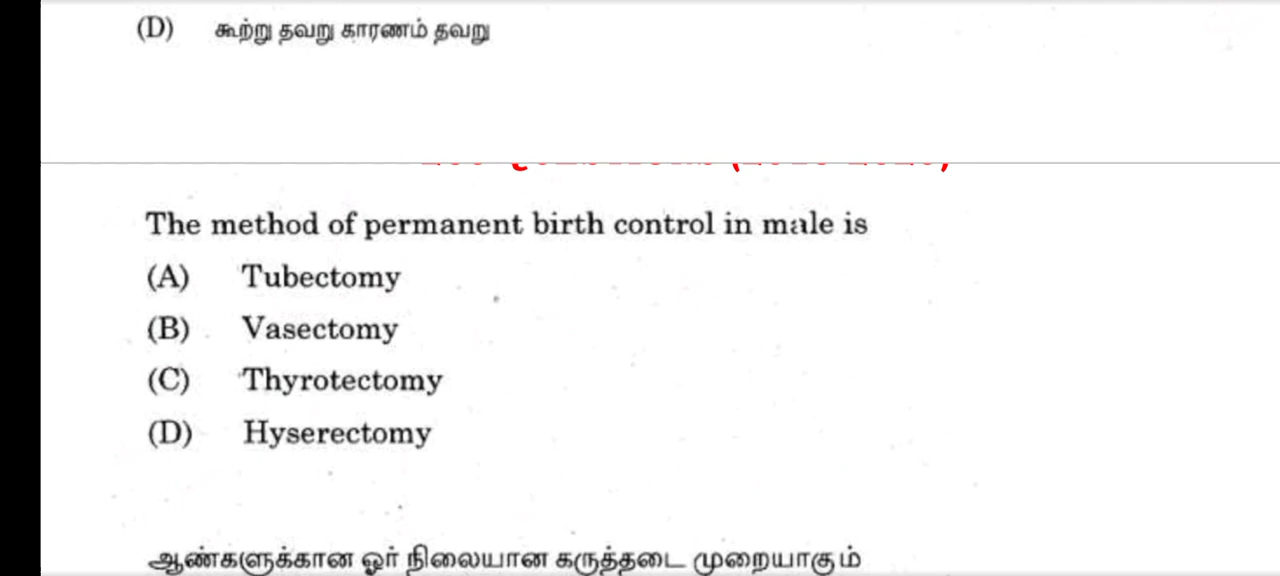 (D) கூற்று தவறு காரணம் தவறு
The method of permanent birth control in male is
(A) Tubectomy
(B) Vasectomy
(C) Thyrotectomy
(D) Hyserectomy
ஆண்களுக்கான ஓர் நிலையான கருத்தடை முறையாகும்